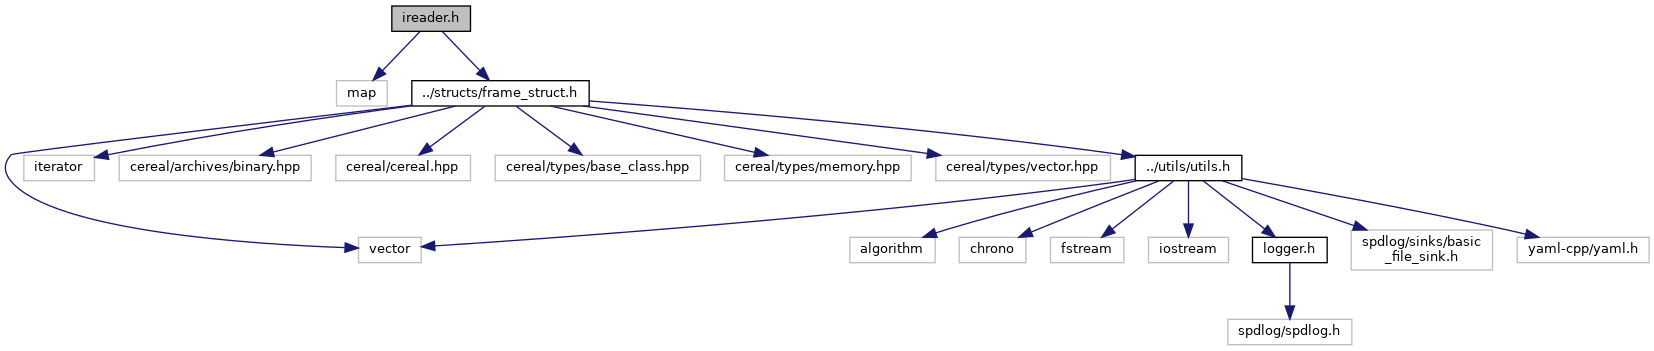 ireader.h
map
../structs/frame_struct.h
iterator
cereal/archives/binary.hpp
cereal/cereal.hpp
cereal/types/base_class.hpp
cereal/types/memory.hpp
cereal/types/vector.hpp
../utils/utils.h
vector
algorithm
chrono
fstream
iostream
logger.h
spdlog/sinks/basic
_file_sink.h
yaml-cpp/yaml.h
spdlog/spdlog.h